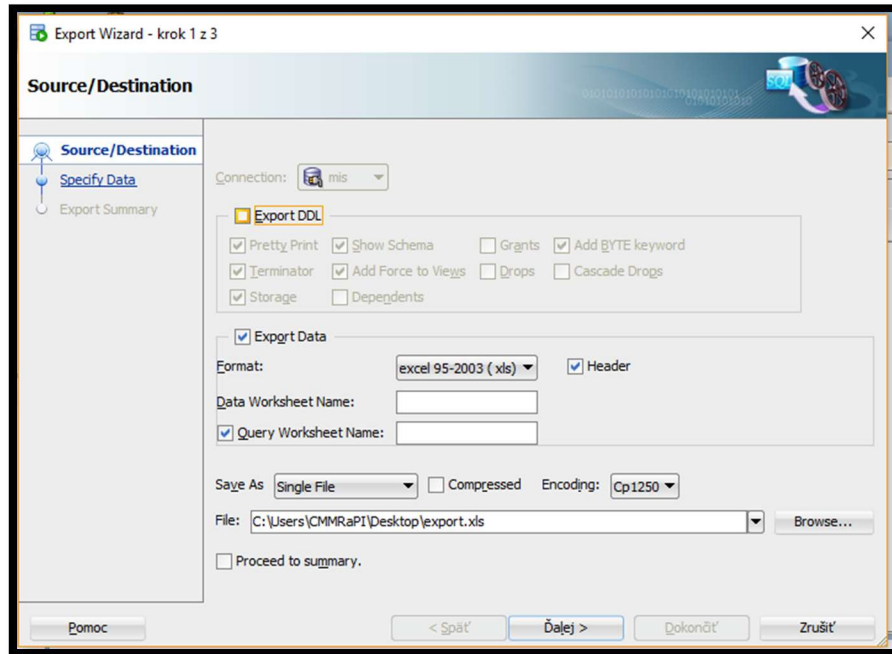 Export Wizard - krok 1 z 3
Source/Destination
010101010101010101010101
01010101010
SQL
Source/Destination
Specify Data
Export Summary
Connection: mis
Export DDL
Pretty Print Show Schema Grants Add BYTE keyword
Terminator Add Force to Views Drops Cascade Drops
Storage Dependents
Export Data
Format: excel 95-2003 ( xls) Header
Data Worksheet Name:
Query Worksheet Name:
Save As Single File Compressed Encoding: Cp1250
File: C:\Users\CMMRaPI\Desktop\export.xls Browse...
Proceed to summary.
Pomoc < Späť Ďalej > Dokončiť Zrušiť